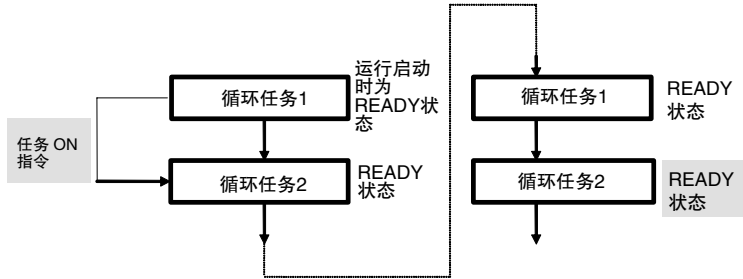 运行启动
时为
READY状
态
循环任务1
任务 ON
指令
循环任务2
READY
状态
循环任务1
READY
状态
循环任务2
READY
状态